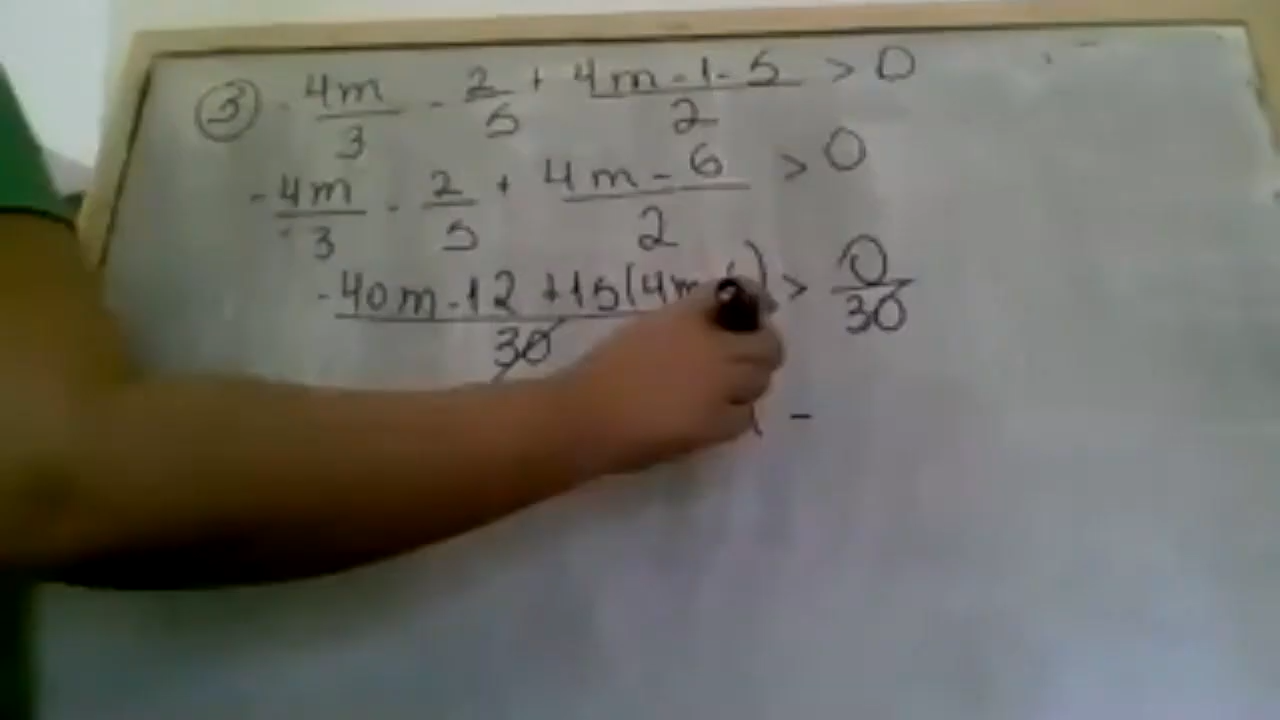 ③ - 4m/3 - 2/5 + 4m-1-5/2 > 0
- 4m/3 - 2/5 + 4m-6/2 > 0
-40m-12+15(4m-6)/30 > 0/30
-